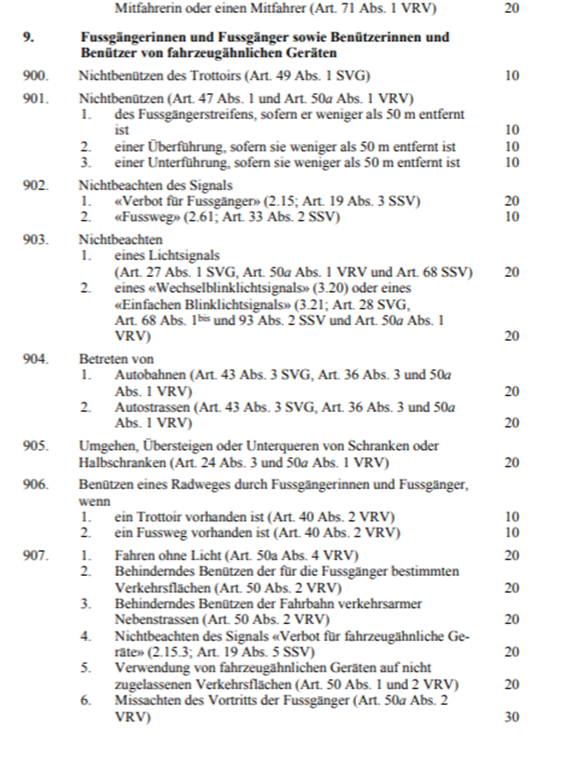 Mitfahrerin oder einen Mitfahrer (Art. 71 Abs. 1 VRV) 20
9. Fussgängerinnen und Fussgänger sowie Benützerinnen und
Benützer von fahrzeugähnlichen Geräten
900. Nichtbenützen des Trottoirs (Art. 49 Abs. 1 SVG) 10
901. Nichtbenützen (Art. 47 Abs. 1 und Art. 50a Abs. 1 VRV)
1. des Fussgängerstreifens, sofern er weniger als 50 m entfernt
ist 10
2. einer Überführung, sofern sie weniger als 50 m entfernt ist 10
3. einer Unterführung, sofern sie weniger als 50 m entfernt ist 10
902. Nichtbeachten des Signals
1. «Verbot für Fussgänger» (2.15; Art. 19 Abs. 3 SSV) 20
2. «Fussweg» (2.61; Art. 33 Abs. 2 SSV) 10
903. Nichtbeachten
1. eines Lichtsignals
(Art. 27 Abs. 1 SVG, Art. 50a Abs. 1 VRV und Art. 68 SSV) 20
2. eines «Wechselblinklichtsignals» (3.20) oder eines
«Einfachen Blinklichtsignals» (3.21; Art. 28 SVG,
Art. 68 Abs. 1bis und 93 Abs. 2 SSV und Art. 50a Abs. 1
VRV) 20
904. Betreten von
1. Autobahnen (Art. 43 Abs. 3 SVG, Art. 36 Abs. 3 und 50a
Abs. 1 VRV) 20
2. Autostrassen (Art. 43 Abs. 3 SVG, Art. 36 Abs. 3 und 50a
Abs. 1 VRV) 20
905. Umgehen, Übersteigen oder Unterqueren von Schranken oder
Halbschranken (Art. 24 Abs. 3 und 50a Abs. 1 VRV) 20
906. Benützen eines Radweges durch Fussgängerinnen und Fussgänger,
wenn
1. ein Trottoir vorhanden ist (Art. 40 Abs. 2 VRV) 10
2. ein Fussweg vorhanden ist (Art. 40 Abs. 2 VRV) 10
907. 1. Fahren ohne Licht (Art. 50a Abs. 4 VRV) 20
2. Behinderndes Benützen der für die Fussgänger bestimmten
Verkehrsflächen (Art. 50 Abs. 2 VRV) 20
3. Behinderndes Benützen der Fahrbahn verkehrsarmer
Nebenstrassen (Art. 50 Abs. 2 VRV) 20
4. Nichtbeachten des Signals «Verbot für fahrzeugähnliche Ge-
räte» (2.15.3; Art. 19 Abs. 5 SSV) 20
5. Verwendung von fahrzeugähnlichen Geräten auf nicht
zugelassenen Verkehrsflächen (Art. 50 Abs. 1 und 2 VRV) 20
6. Missachten des Vortritts der Fussgänger (Art. 50a Abs. 2
VRV) 30